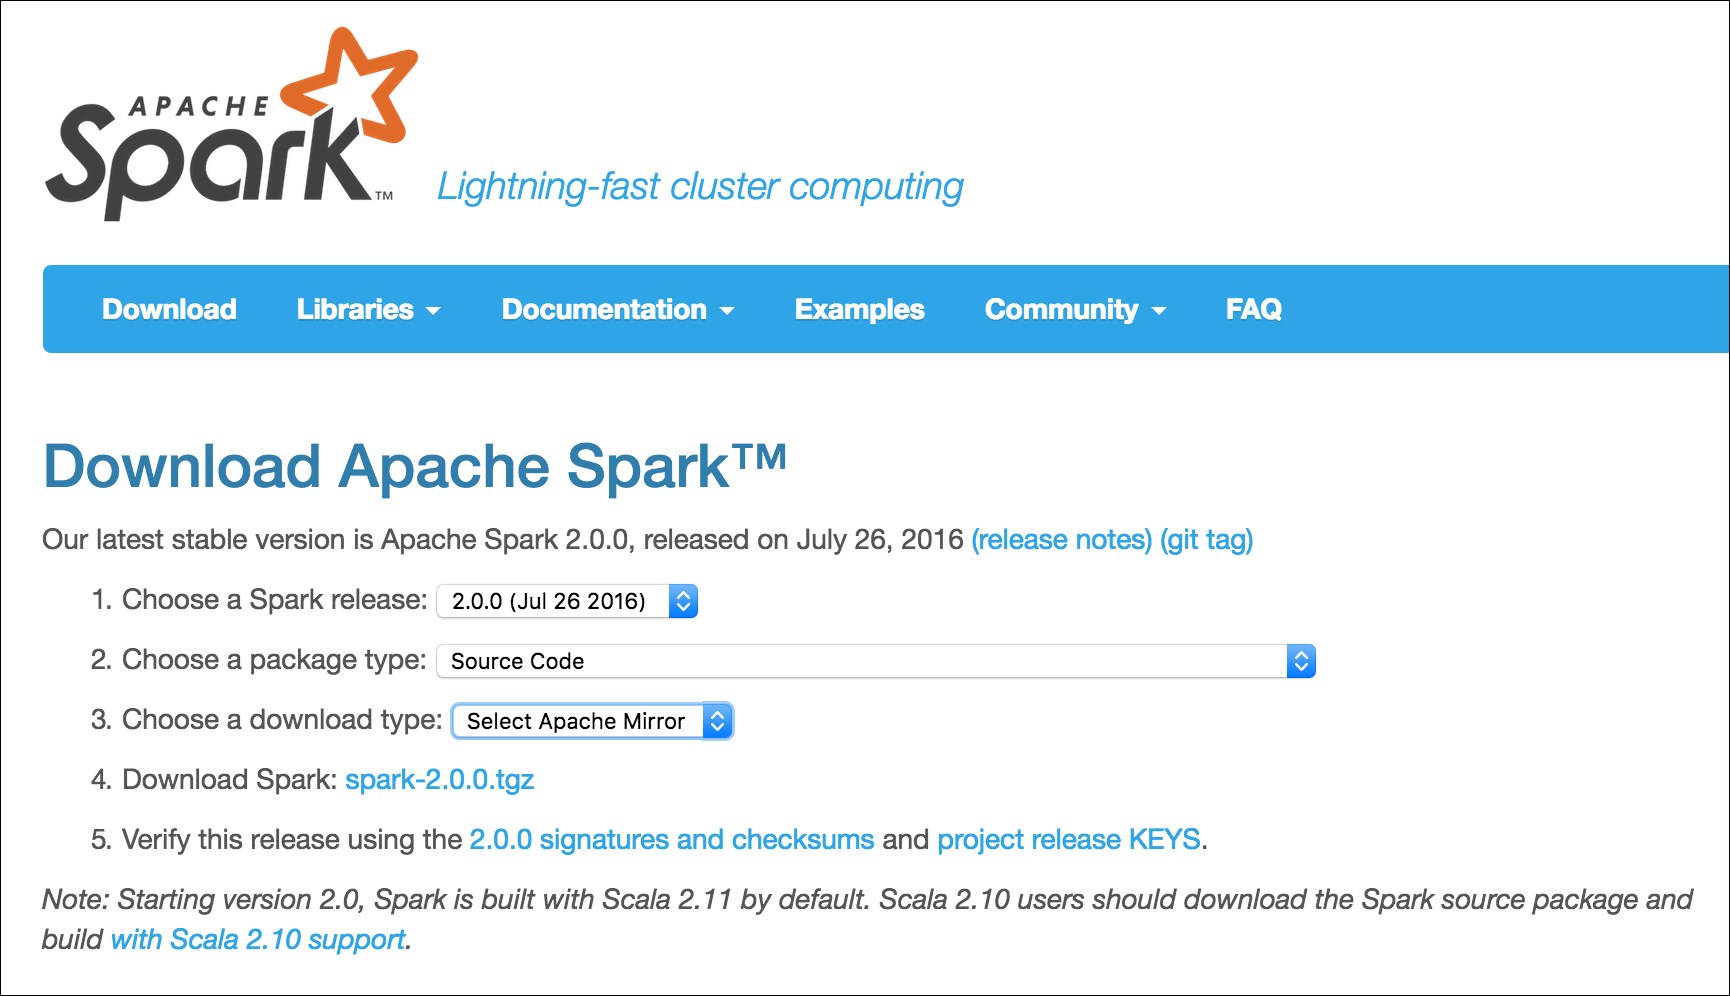 APACHE
Spark™
Lightning-fast cluster computing
Download Libraries Documentation Examples Community FAQ
Download Apache Spark™
Our latest stable version is Apache Spark 2.0.0, released on July 26, 2016 (release notes) (git tag)
1. Choose a Spark release: 2.0.0 (Jul 26 2016)
2. Choose a package type: Source Code
3. Choose a download type: Select Apache Mirror
4. Download Spark: spark-2.0.0.tgz
5. Verify this release using the 2.0.0 signatures and checksums and project release KEYS.
Note: Starting version 2.0, Spark is built with Scala 2.11 by default. Scala 2.10 users should download the Spark source package and
build with Scala 2.10 support.